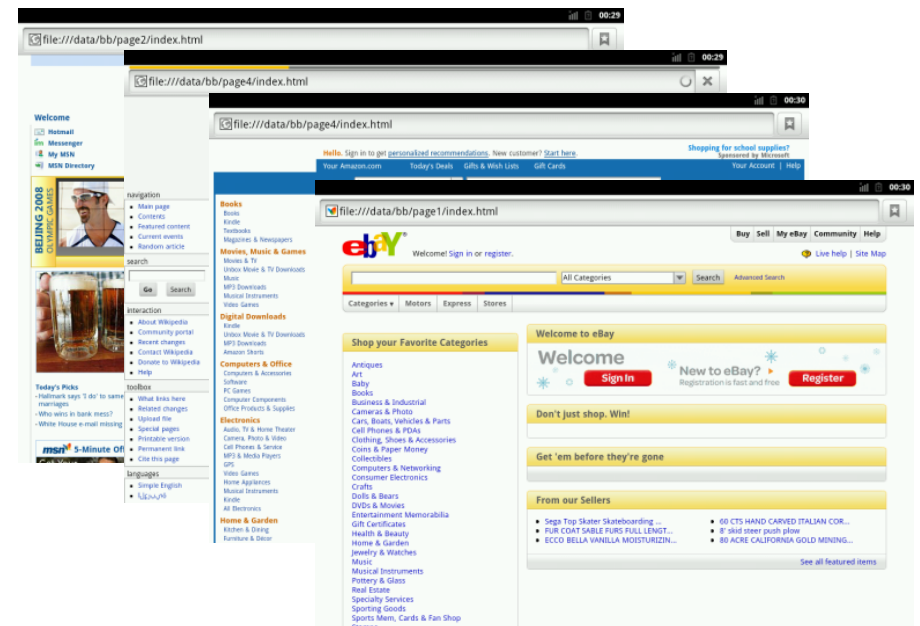 00:29
file:///data/bb/page2/index.html
Welcome
Hotmail
Messenger
My MSN
MSN Directory
BEIJING 2008
OLYMPIC GAMES
Today's Picks
Hallmark says 'I do' to same
marriages
Who wins in bank mess?
White House e-mail missing
msn 5-Minute Of
00:29
file:///data/bb/page4/index.html
navigation
Main page
Contents
Featured content
Current events
Random article
search
Go Search
interaction
About Wikipedia
Community portal
Recent changes
Contact Wikipedia
Donate to Wikipedia
Help
toolbox
What links here
Related changes
Upload file
Special pages
Printable version
Permanent link
Cite this page
languages
Simple English
00:30
file:///data/bb/page4/index.html
Hello. Sign in to get personalized recommendations. New customer? Start here.
Shopping for school supplies?
Sponsored by Microsoft
Your Amazon.com Today's Deals Gifts & Wish Lists Gift Cards Your Account | Help
Books
Books
Kindle
Textbooks
Magazines & Newspapers
Movies, Music & Games
Movies & TV
Unbox Movie & TV Downloads
Music
MP3 Downloads
Musical Instruments
Video Games
Digital Downloads
Kindle
Unbox Movie & TV Downloads
MP3 Downloads
Amazon Shorts
Computers & Office
Computers & Accessories
Software
PC Games
Computer Components
Office Products & Supplies
Electronics
Audio, TV & Home Theater
Camera, Photo & Video
Cell Phones & Service
MP3 & Media Players
GPS
Video Games
Home Appliances
Musical Instruments
Kindle
All Electronics
Home & Garden
Kitchen & Dining
Furniture & Décor
00:30
file:///data/bb/page1/index.html
ebay
Buy Sell My eBay Community Help
Welcome! Sign in or register.
Live help | Site Map
All Categories Search Advanced Search
Categories Motors Express Stores
Shop your Favorite Categories
Antiques
Art
Baby
Books
Business & Industrial
Cameras & Photo
Cars, Boats, Vehicles & Parts
Cell Phones & PDAs
Clothing, Shoes & Accessories
Coins & Paper Money
Collectibles
Computers & Networking
Consumer Electronics
Crafts
Dolls & Bears
DVDs & Movies
Entertainment Memorabilia
Gift Certificates
Health & Beauty
Home & Garden
Jewelry & Watches
Music
Musical Instruments
Pottery & Glass
Real Estate
Specialty Services
Sporting Goods
Sports Mem, Cards & Fan Shop
Welcome to eBay
Welcome
Sign In
New to eBay?
Registration is fast and free
Register
Don't just shop. Win!
Get 'em before they're gone
From our Sellers
Sega Top Skater Skateboarding ...
FUR COAT SABLE FURS FULL LENGT...
ECCO BELLA VANILLA MOISTURIZIN...
60 CTS HAND CARVED ITALIAN COR...
8' skid steer push plow
80 ACRE CALIFORNIA GOLD MINING...
See all featured items